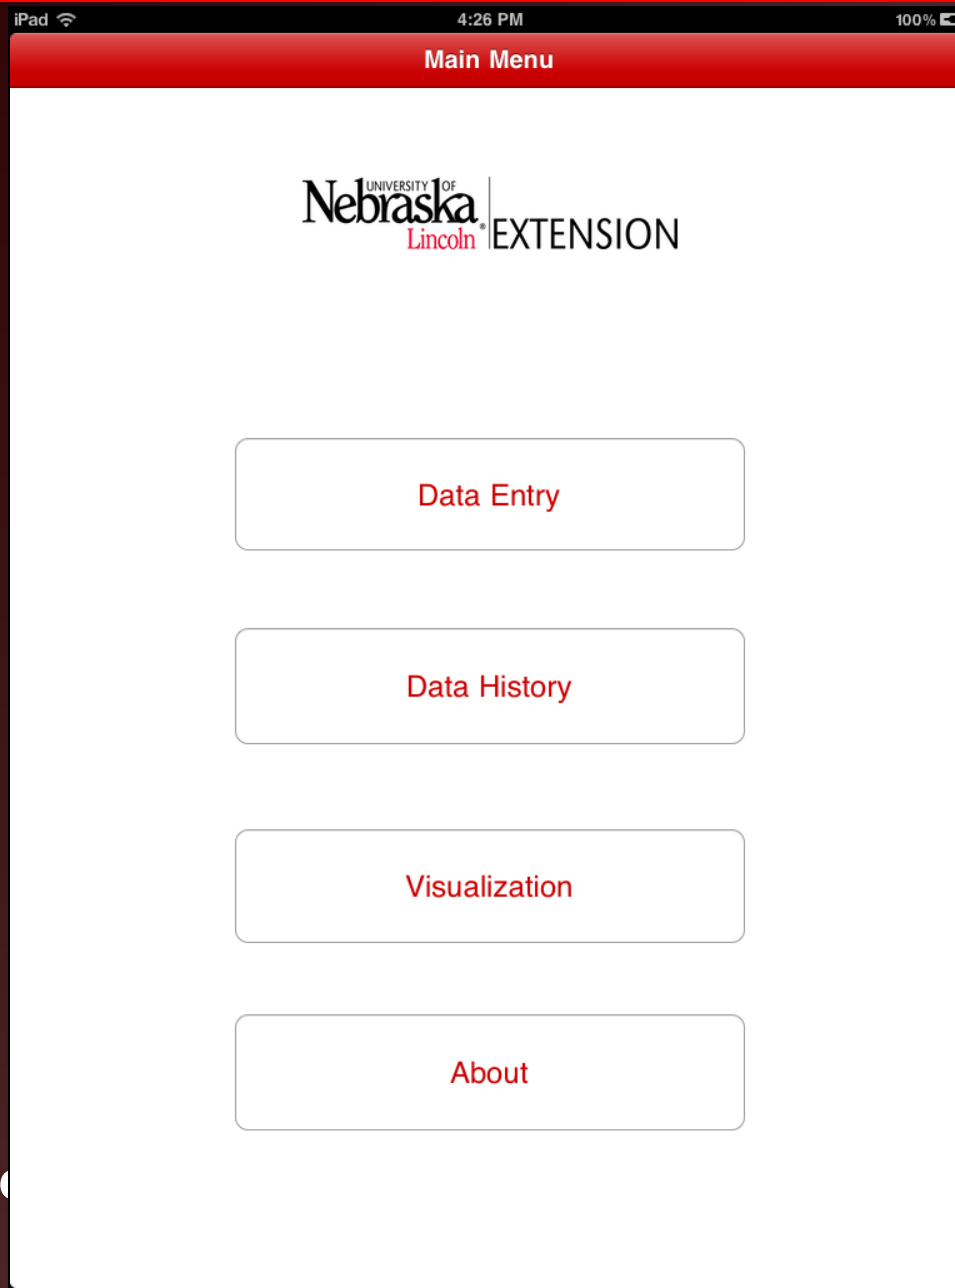 iPad 4:26 PM 100%
Main Menu
UNIVERSITY OF
Nebraska
Lincoln® EXTENSION
Data Entry
Data History
Visualization
About